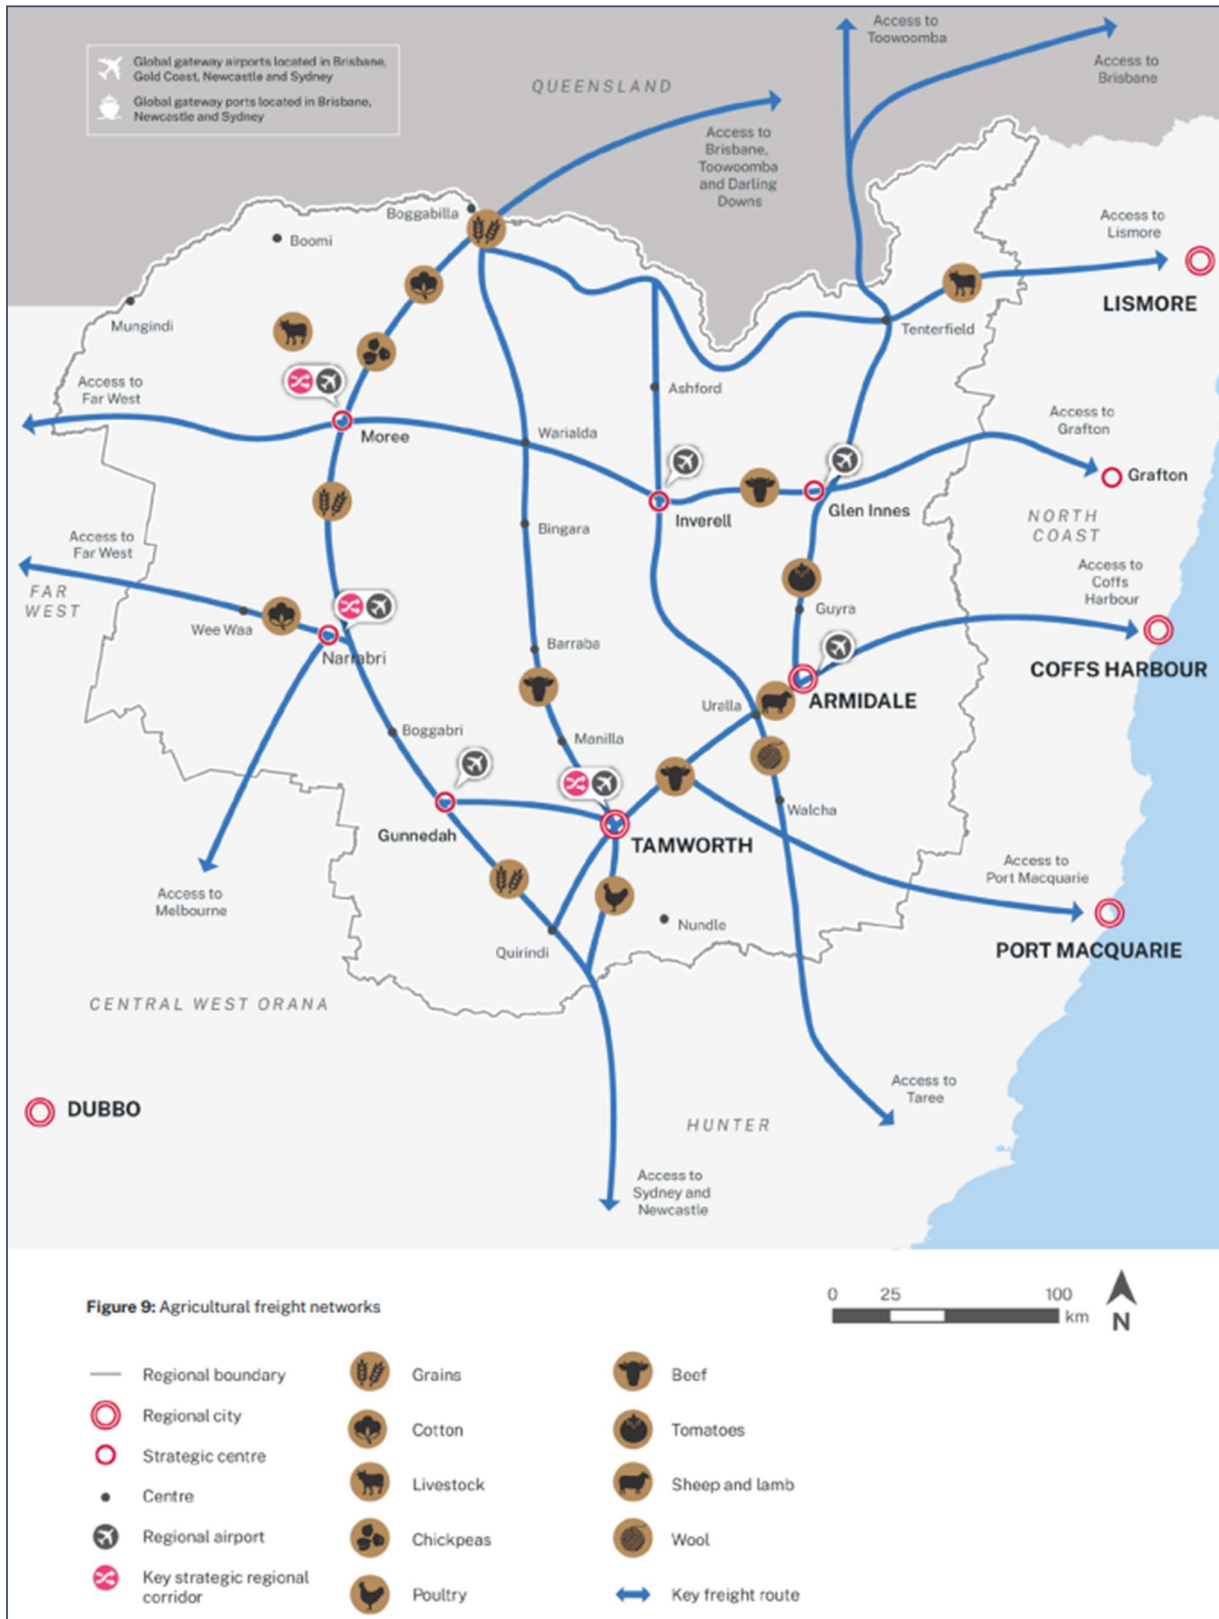 Access to
Toowoomba
Global gateway airports located in Brisbane,
Gold Coast, Newcastle and Sydney
Global gateway ports located in Brisbane,
Newcastle and Sydney
QUEENSLAND
Access to
Brisbane
Access to
Brisbane,
Toowoomba
and Darling
Downs
Boggabilla
Boomi
Access to
Lismore
LISMORE
Mungindi
Tenterfield
Access to
Far West
Ashford
Access to
Grafton
Moree
Warialda
Grafton
Inverell
Glen Innes
NORTH
COAST
Bingara
Access to
Far West
Access to
Coffs
Harbour
FAR
WEST
Wee Waa
Guyra
Narrabri
Barraba
COFFS HARBOUR
ARMIDALE
Uralla
Boggabri
Manilla
Walcha
Gunnedah
TAMWORTH
Access to
Port Macquarie
Access to
Melbourne
Nundle
Quirindi
PORT MACQUARIE
CENTRAL WEST ORANA
Access to
Taree
DUBBO
HUNTER
Access to
Sydney and
Newcastle
Figure 9: Agricultural freight networks
0 25 100
km
N
Regional boundary
Regional city
Strategic centre
Centre
Regional airport
Key strategic regional
corridor
Grains
Cotton
Livestock
Chickpeas
Poultry
Beef
Tomatoes
Sheep and lamb
Wool
Key freight route